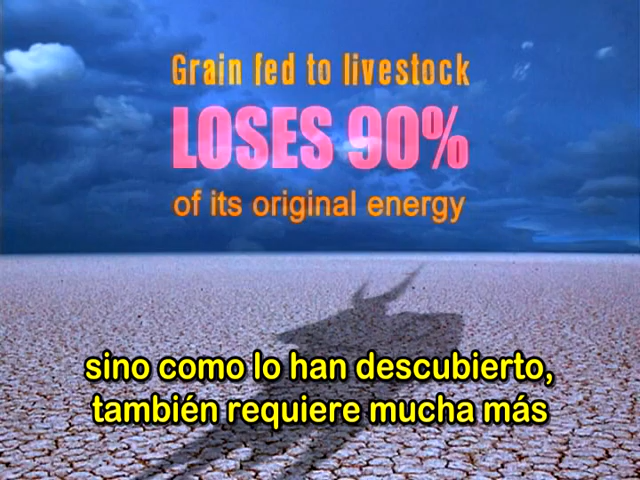 Grain fed to livestock
LOSES 90%
of its original energy
sino como lo han descubierto,
también requiere mucha más